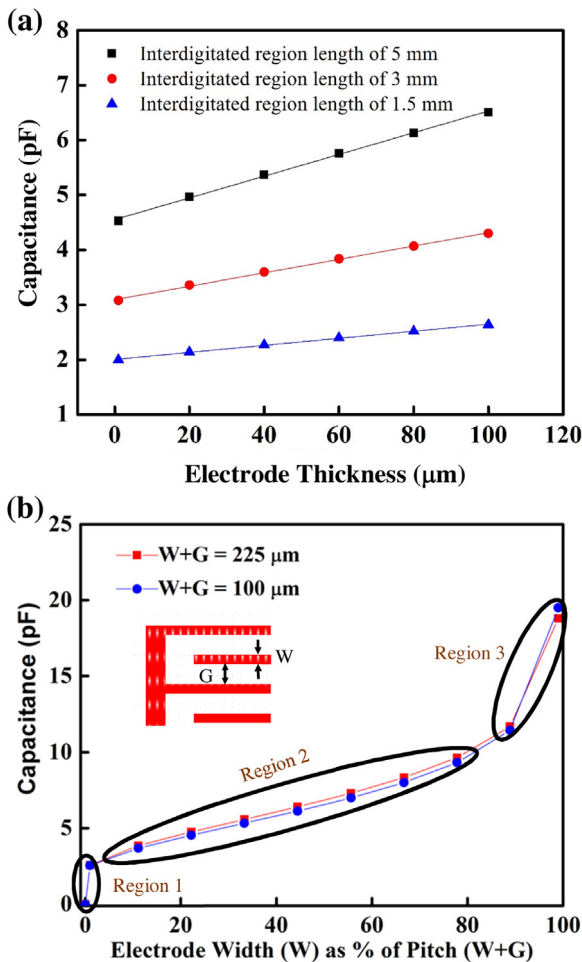 (a)
8
7
6
5
4
3
2
1
Capacitance (pF)
Interdigitated region length of 5 mm
Interdigitated region length of 3 mm
Interdigitated region length of 1.5 mm
0 20 40 60 80 100 120
Electrode Thickness (μm)
(b)
25
20
15
10
5
0
Capacitance (pF)
W+G = 225 μm
W+G = 100 μm
W
G
Region 3
Region 2
Region 1
0 20 40 60 80 100
Electrode Width (W) as % of Pitch (W+G)